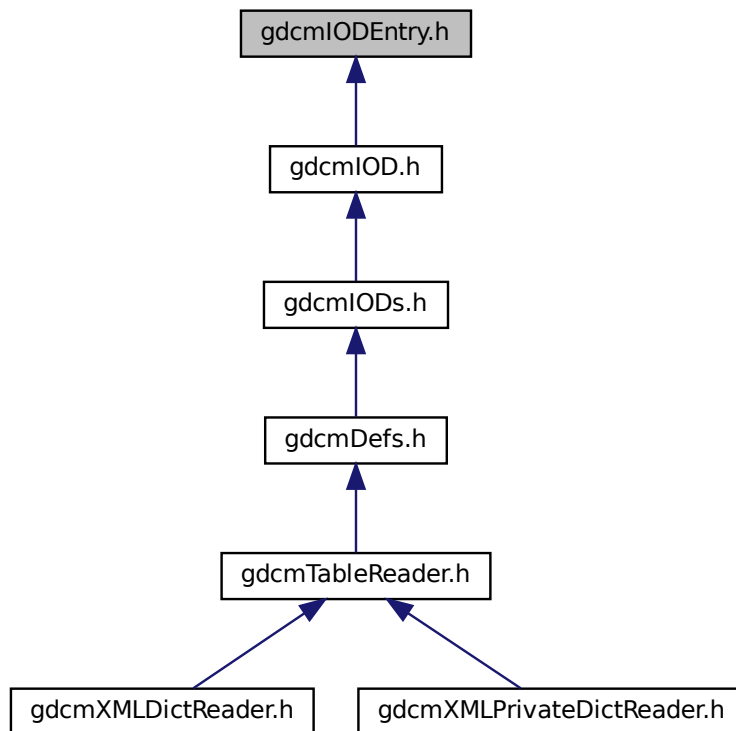 gdcmIODEntry.h
gdcmIOD.h
gdcmIODs.h
gdcmDefs.h
gdcmTableReader.h
gdcmXMLDictReader.h
gdcmXMLPrivateDictReader.h